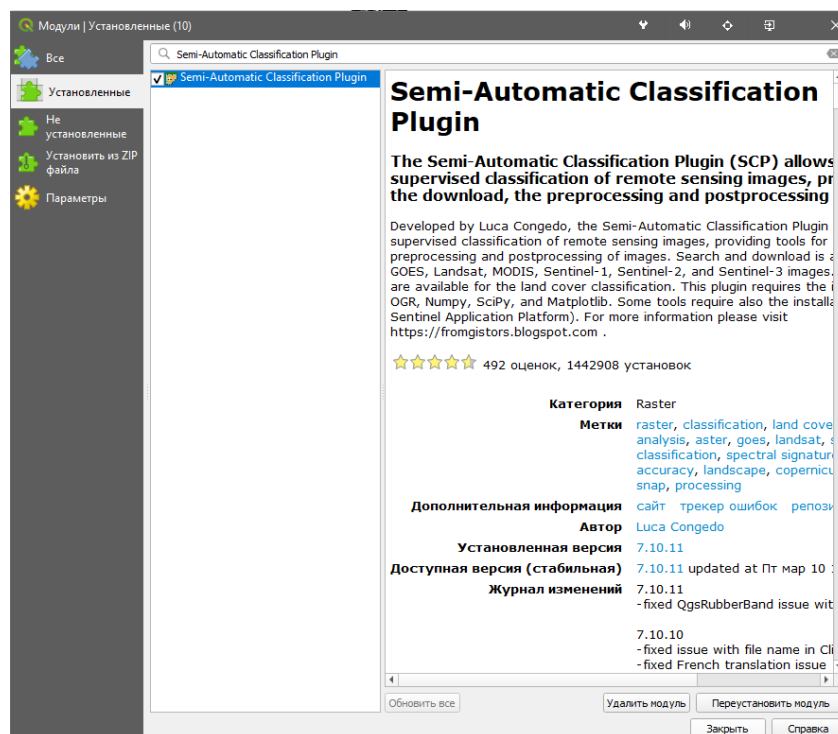 Модули | Установленные (10)
Все
Установленные
Не
установленные
Установить из ZIP
файла
Параметры
Semi-Automatic Classification Plugin
Semi-Automatic Classification Plugin
Semi-Automatic Classification
Plugin
The Semi-Automatic Classification Plugin (SCP) allows
supervised classification of remote sensing images,
the download, the preprocessing and postprocessing
Developed by Luca Congedo, the Semi-Automatic Classification Plugin
supervised classification of remote sensing images, providing tools for
preprocessing and postprocessing of images. Search and download is
GOES, Landsat, MODIS, Sentinel-1, Sentinel-2, and Sentinel-3 images.
are available for the land cover classification. This plugin requires the
OGR, Numpy, SciPy, and Matplotlib. Some tools require also the
Sentinel Application Platform). For more information please visit
https://fromgistors.blogspot.com .
492 оценок, 1442908 установок
Категория Raster
Метки raster, classification, land
analysis, aster, goes, landsat,
classification, spectral
accuracy, landscape,
snap, processing
Дополнительная информация сайт трекер ошибок
Автор Luca Congedo
Установленная версия 7.10.11
Доступная версия (стабильная) 7.10.11 updated at Пт мар 10
Журнал изменений 7.10.11
-fixed QgsRubberBand issue
7.10.10
-fixed issue with file name in
-fixed French translation issue
Обновить все
Удалить модуль
Переустановить модуль
Закрыть
Справка